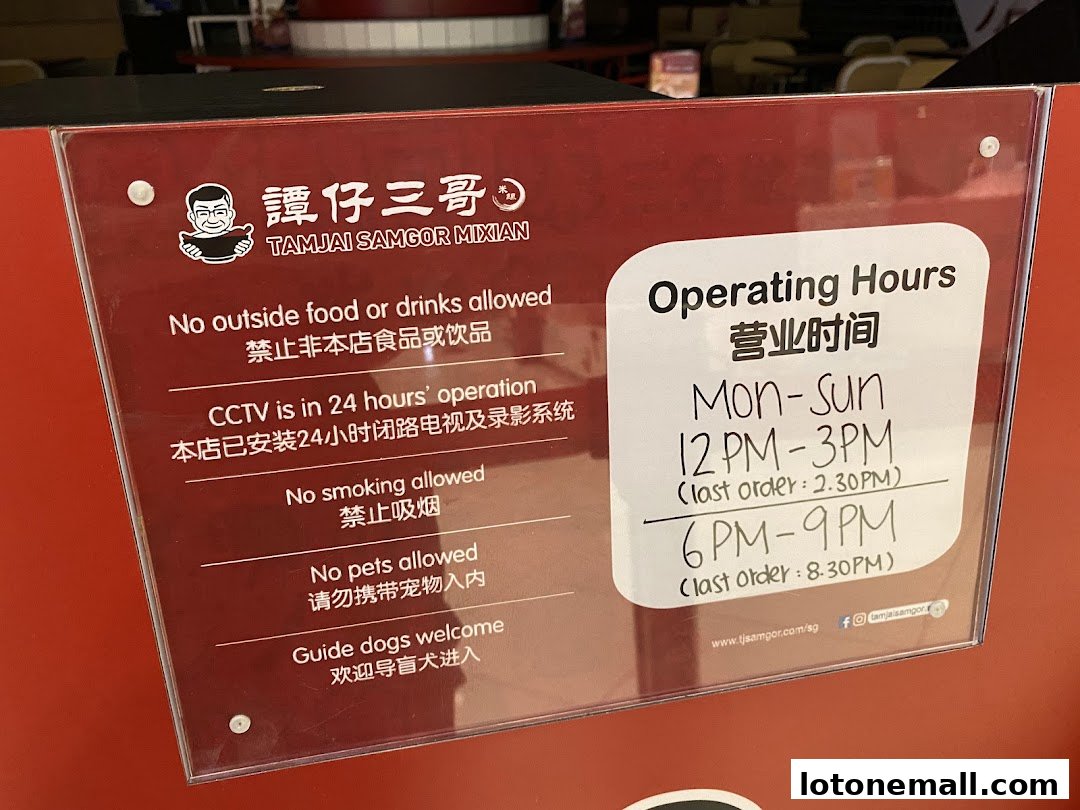 譚仔三哥
米線
TAMJAI SAMGOR MIXIAN
No outside food or drinks allowed
禁止非本店食品或饮品
CCTV is in 24 hours' operation
本店已安装24小时闭路电视及录影系统
No smoking allowed
禁止吸烟
No pets allowed
请勿携带宠物入内
Guide dogs welcome
欢迎导盲犬进入
Operating Hours
营业时间
Mon-Sun
12PM-3PM
(last order: 2.30PM)
6PM-9PM
(last order: 8.30PM)
www.tjsamgor.com/sg
lotonemall.com